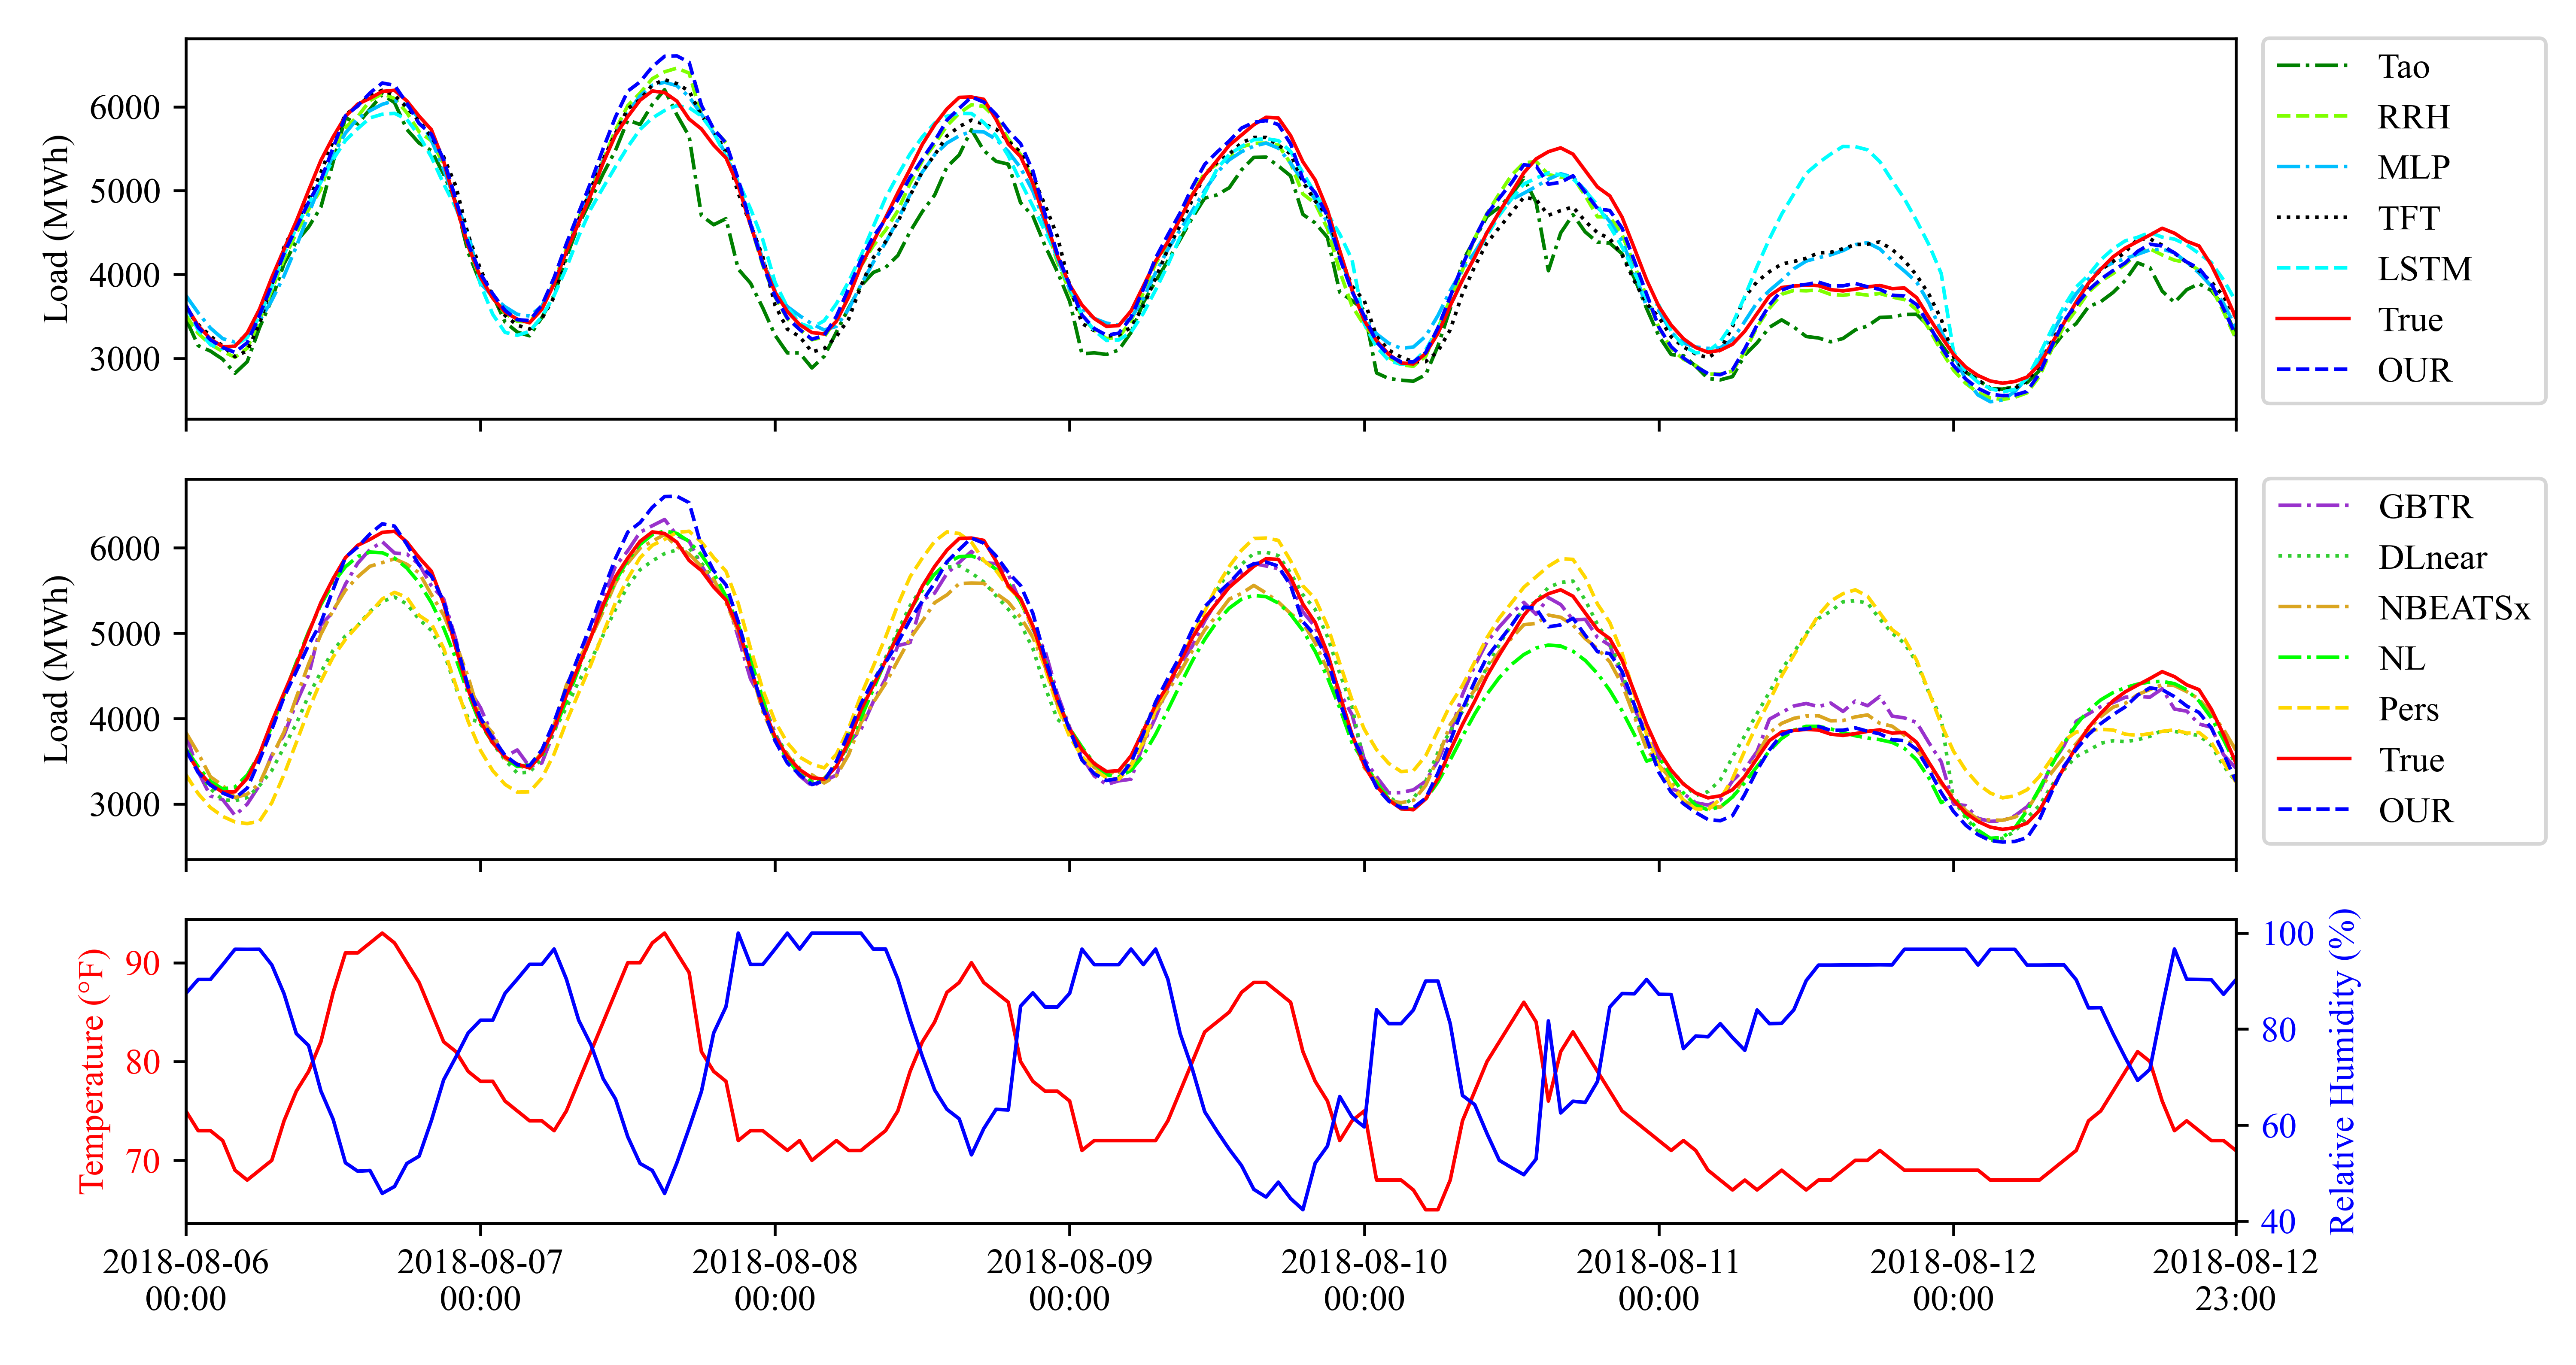 Load (MWh)
6000
5000
4000
3000
Tao
RRH
MLP
TFT
LSTM
True
OUR
Load (MWh)
6000
5000
4000
3000
GBTR
DLnear
NBEATSx
NL
Pers
True
OUR
Temperature (°F)
90
80
70
100
80
60
40
Relative Humidity (%)
2018-08-06 2018-08-07 2018-08-08 2018-08-09 2018-08-10 2018-08-11 2018-08-12 2018-08-12
00:00 00:00 00:00 00:00 00:00 00:00 00:00 23:00